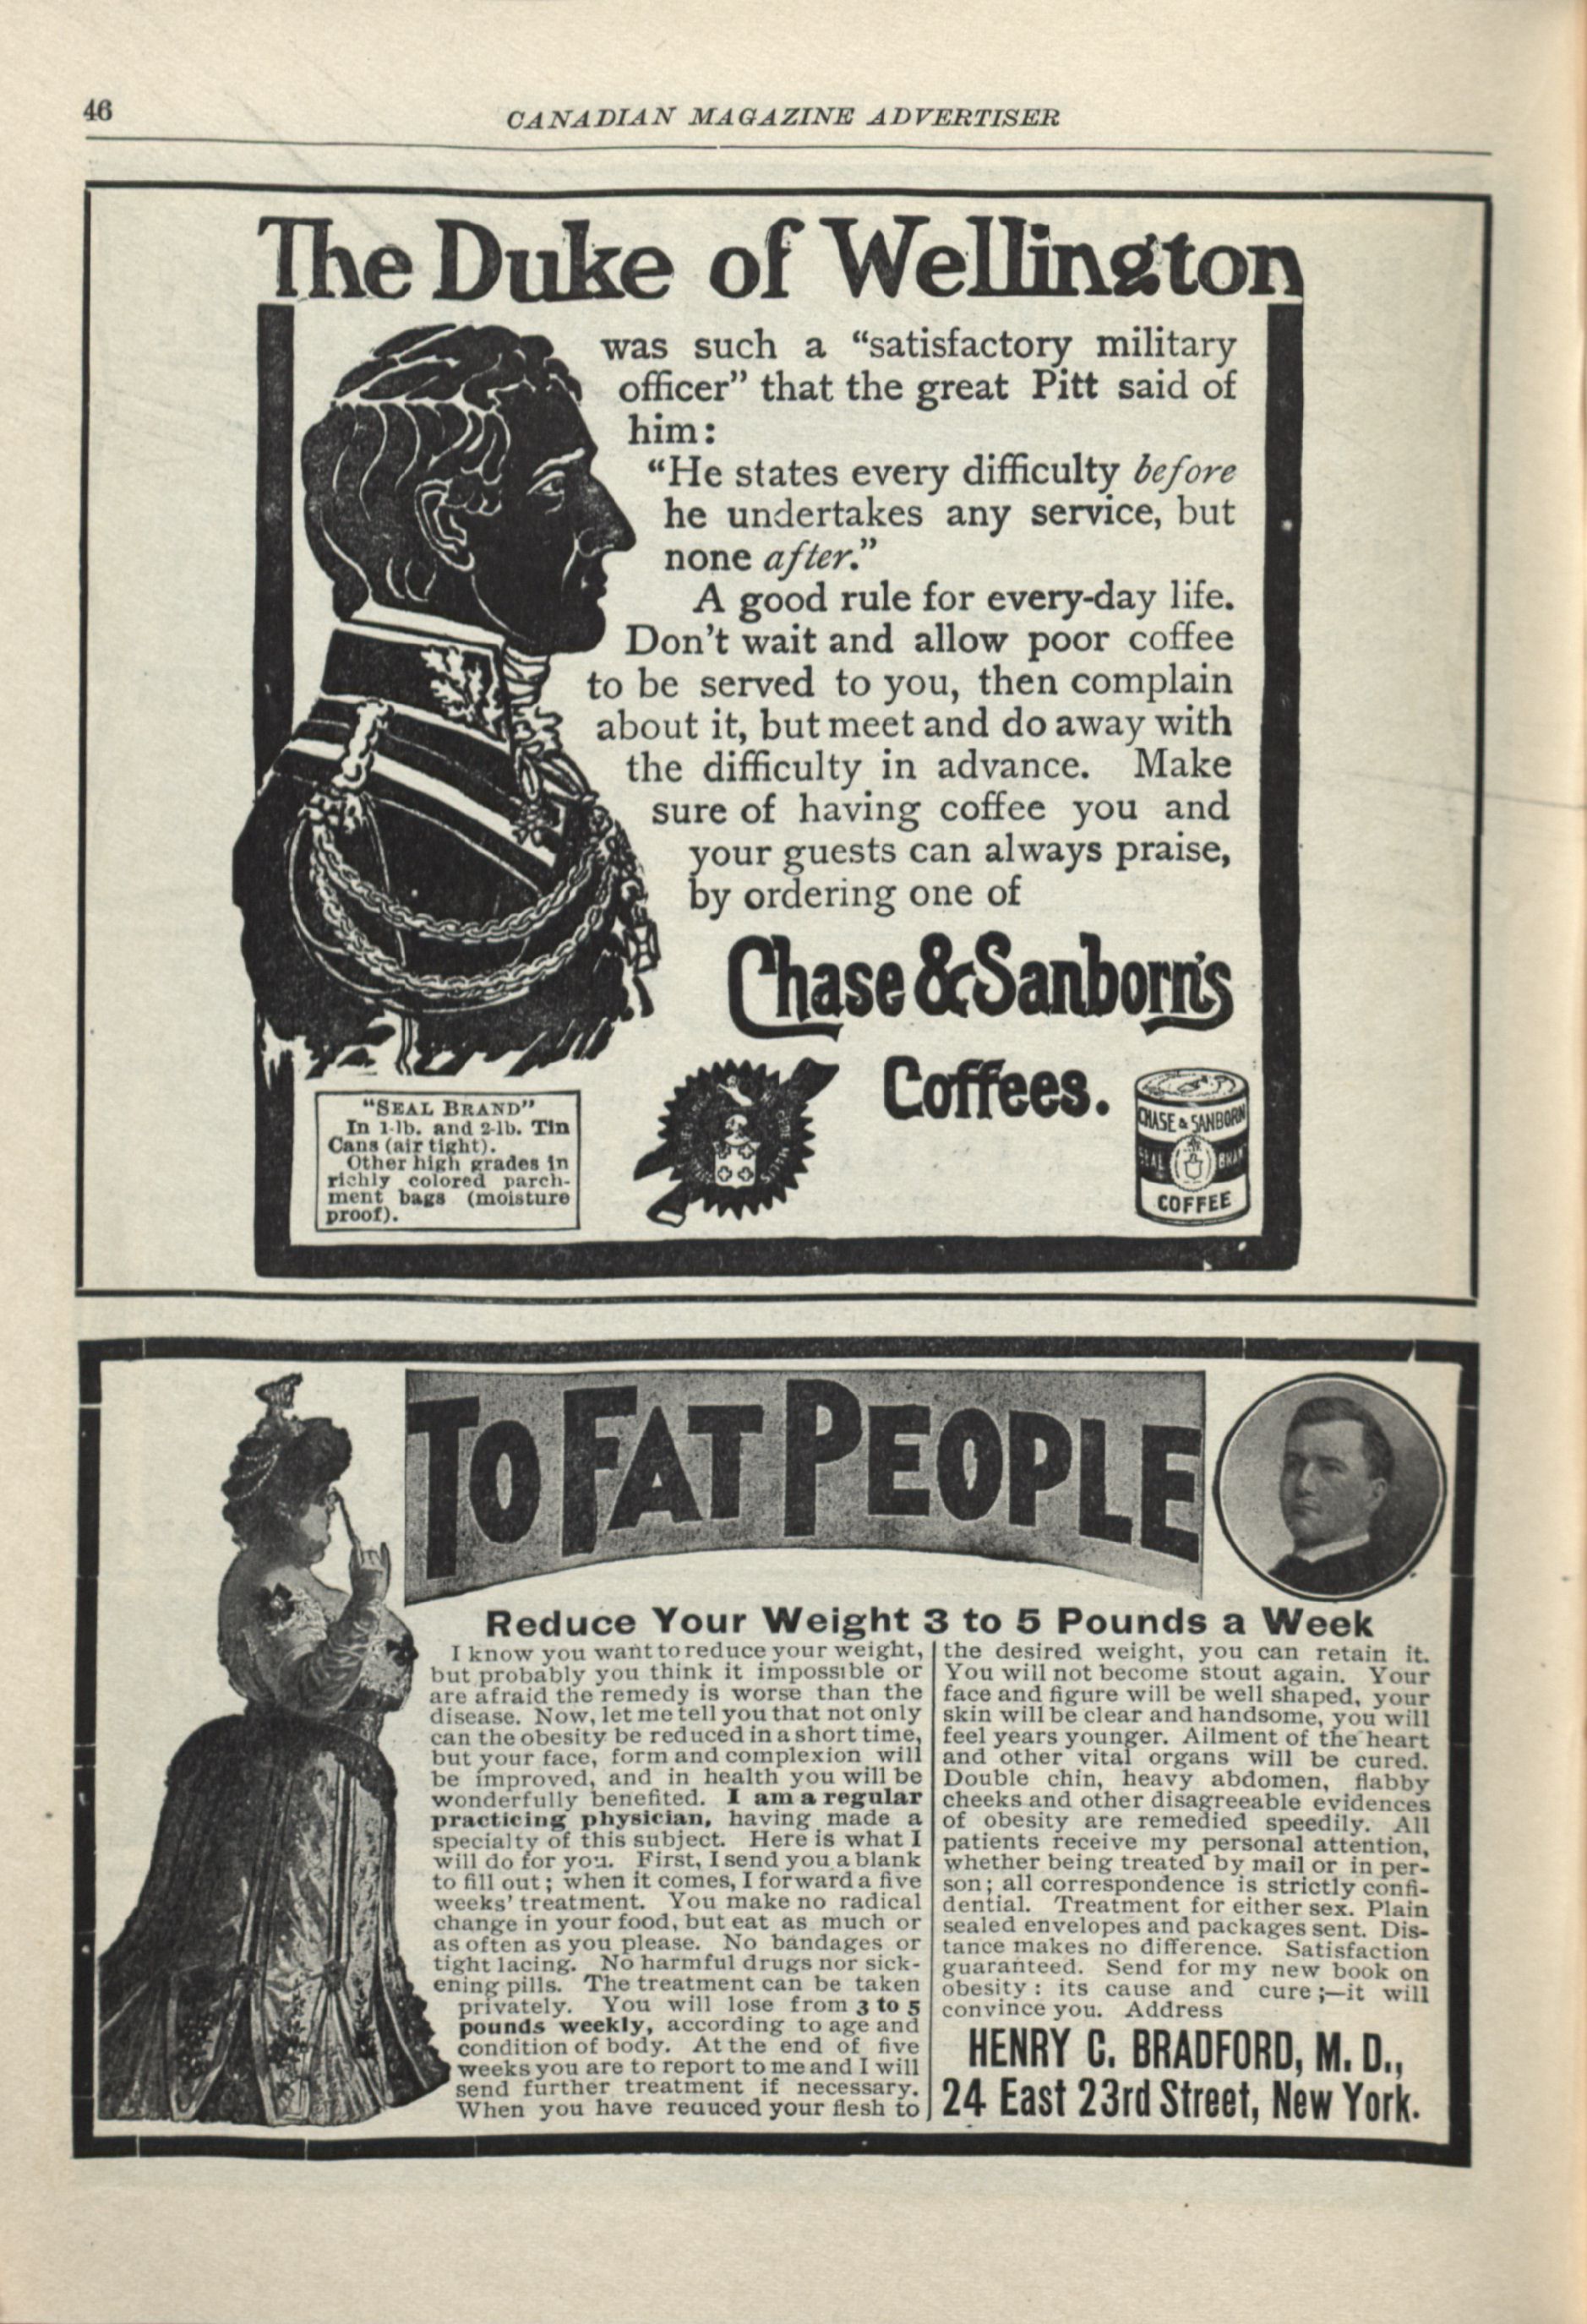 46
CANADIAN MAGAZINE ADVERTISER
The Duke of Wellington
was such a “satisfactory military
officer” that the great Pitt said of
him:
“He states every difficulty before
he undertakes any service, but
none after.”
A good rule for every-day life.
Don't wait and allow poor coffee
to be served to you, then complain
about it, but meet and do away with
the difficulty in advance. Make
sure of having coffee you and
your guests can always praise,
by ordering one of
Chase & Sanborn's
Coffees.
“SEAL BRAND”
In 1-lb. and 2-lb. Tin
Cans (air tight).
Other high grades in
richly colored parch-
ment bags (moisture
proof).
CHASE & SANBORN
SEAL BRAN
COFFEE
TO FAT PEOPLE
Reduce Your Weight 3 to 5 Pounds a Week
I know you want to reduce your weight,
but probably you think it impossible or
are afraid the remedy is worse than the
disease. Now, let me tell you that not only
can the obesity be reduced in a short time,
but your face, form and complexion will
be improved, and in health you will be
wonderfully benefited. I am a regular
practicing physician, having made a
specialty of this subject. Here is what I
will do for you. First, I send you a blank
to fill out; when it comes, I forward a five
weeks' treatment. You make no radical
change in your food, but eat as much or
as often as you please. No bandages or
tight lacing. No harmful drugs nor sick-
ening pills. The treatment can be taken
privately. You will lose from 3 to 5
pounds weekly, according to age and
condition of body. At the end of five
weeks you are to report to me and I will
send further treatment if necessary.
When you have reduced your flesh to
the desired weight, you can retain it.
You will not become stout again. Your
face and figure will be well shaped, your
skin will be clear and handsome, you will
feel years younger. Ailment of the heart
and other vital organs will be cured.
Double chin, heavy abdomen, flabby
cheeks and other disagreeable evidences
of obesity are remedied speedily. All
patients receive my personal attention,
whether being treated by mail or in per-
son; all correspondence is strictly confi-
dential. Treatment for either sex. Plain
sealed envelopes and packages sent. Dis-
tance makes no difference. Satisfaction
guaranteed. Send for my new book on
obesity: its cause and cure;—it will
convince you. Address
HENRY C. BRADFORD, M. D.,
24 East 23rd Street, New York.